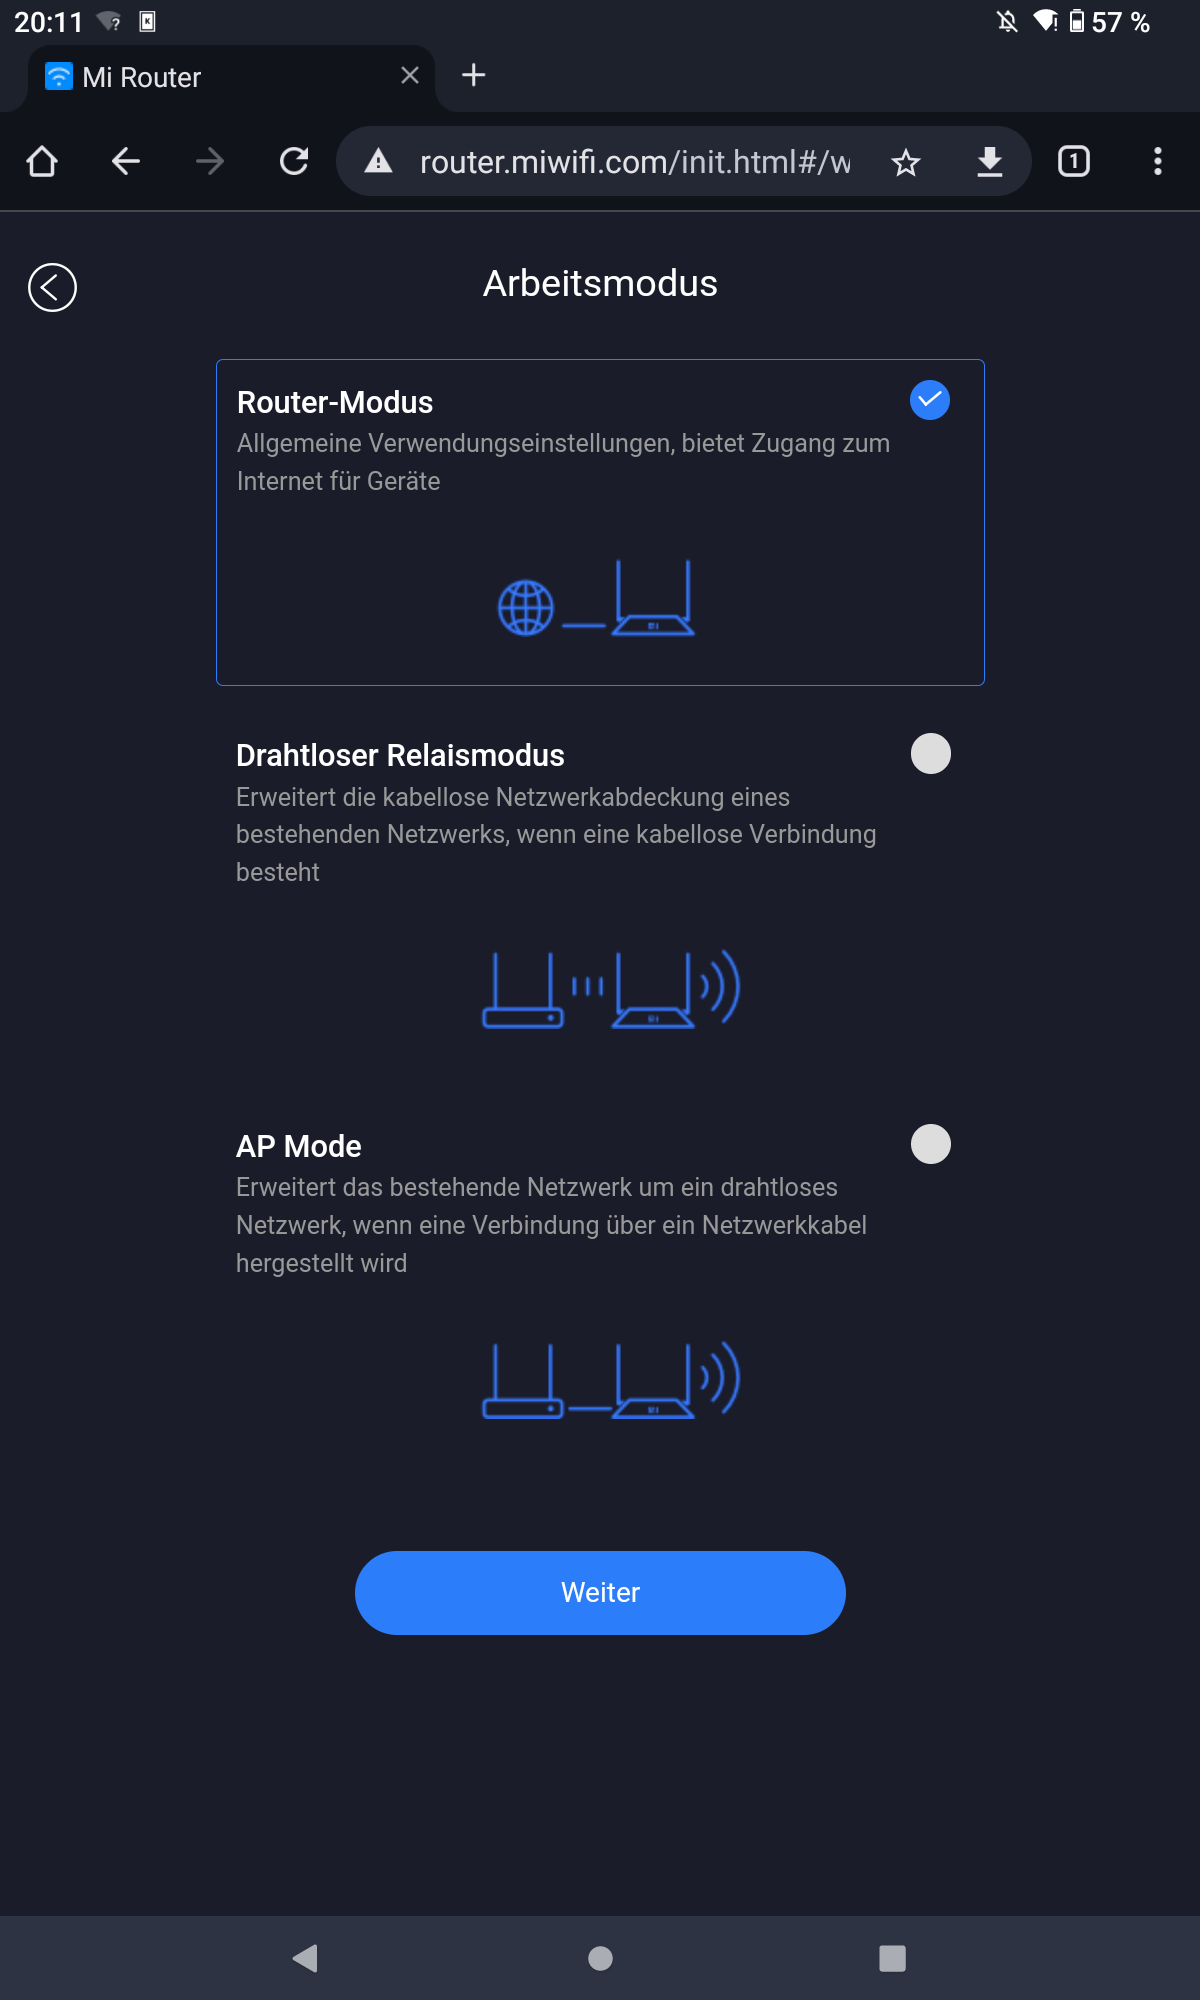 20:11
57 %
Mi Router
router.miwifi.com/init.html#/w
1
Arbeitsmodus
Router-Modus
Allgemeine Verwendungseinstellungen, bietet Zugang zum
Internet für Geräte
Drahtloser Relaismodus
Erweitert die kabellose Netzwerkabdeckung eines
bestehenden Netzwerks, wenn eine kabellose Verbindung
besteht
AP Mode
Erweitert das bestehende Netzwerk um ein drahtloses
Netzwerk, wenn eine Verbindung über ein Netzwerkkabel
hergestellt wird
Weiter